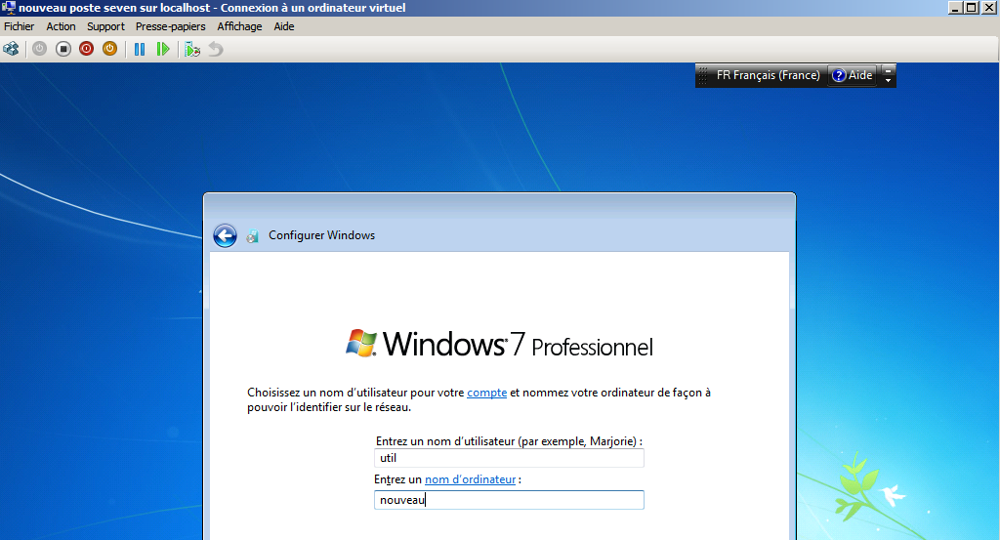 nouveau poste seven sur localhost - Connexion à un ordinateur virtuel
Fichier Action Support Presse-papiers Affichage Aide
FR Français (France) ? Aide
Configurer Windows
Windows 7 Professionnel
Choisissez un nom d'utilisateur pour votre compte et nommez votre ordinateur de façon à
pouvoir l'identifier sur le réseau.
Entrez un nom d'utilisateur (par exemple, Marjorie) :
util
Entrez un nom d'ordinateur :
nouveau